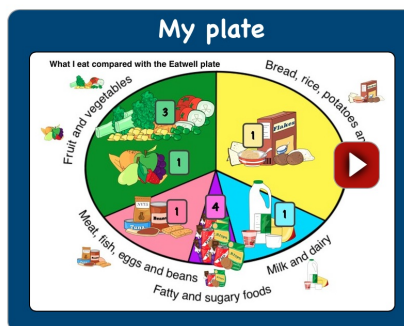 My plate
What I eat compared with the Eatwell plate
Fruit and vegetables
Bread, rice, potatoes
3
1
1
Flakes
1
4
1
Tuna
Meat, fish, eggs and beans
Milk and dairy
Fatty and sugary foods